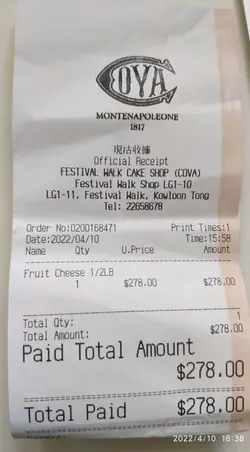 COVA
MONTENAPOLEONE
1817
現沽收據
Official Receipt
FESTIVAL WALK CAKE SHOP (COVA)
Festival Walk Shop LG1-10
LG1-11, Festival Walk, Kowloon Tong
Tel: 22658678
Order No:0200168471 Print Times:1
Date:2022/04/10 Time:15:58
Name Qty U.Price Amount
Fruit Cheese 1/2LB
1 $278.00 $278.00
Total Qty: 1
Total Amount: $278.00
Paid Total Amount
$278.00
Total Paid $278.00
2022/4/10 16:38